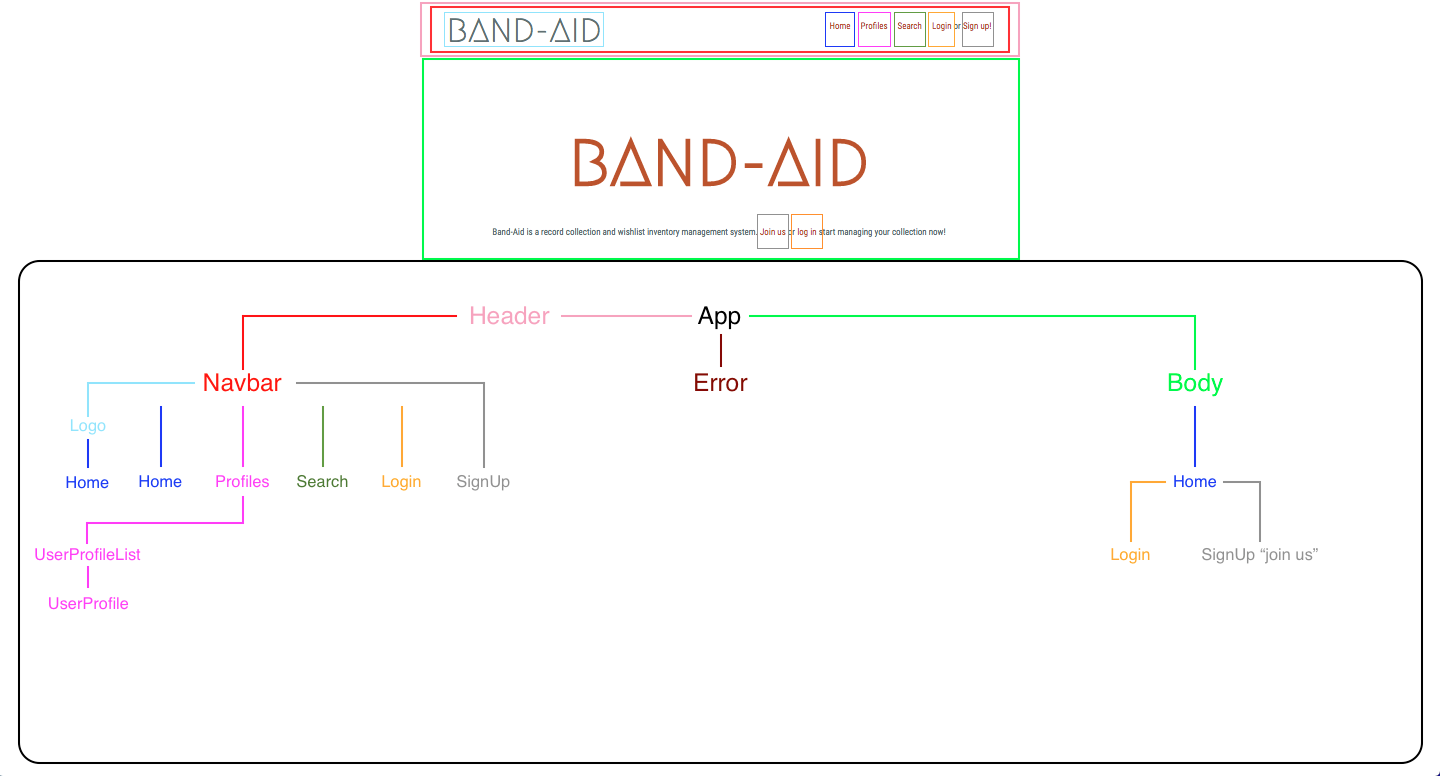 BAND-AID Home Profiles Search Login or Sign up!
BAND-AID
Band-Aid is a record collection and wishlist inventory management system. Join us or log in start managing your collection now!
Header App
Navbar Error Body
Logo
Home Home Profiles Search Login SignUp Home
UserProfileList Login SignUp “join us”
UserProfile